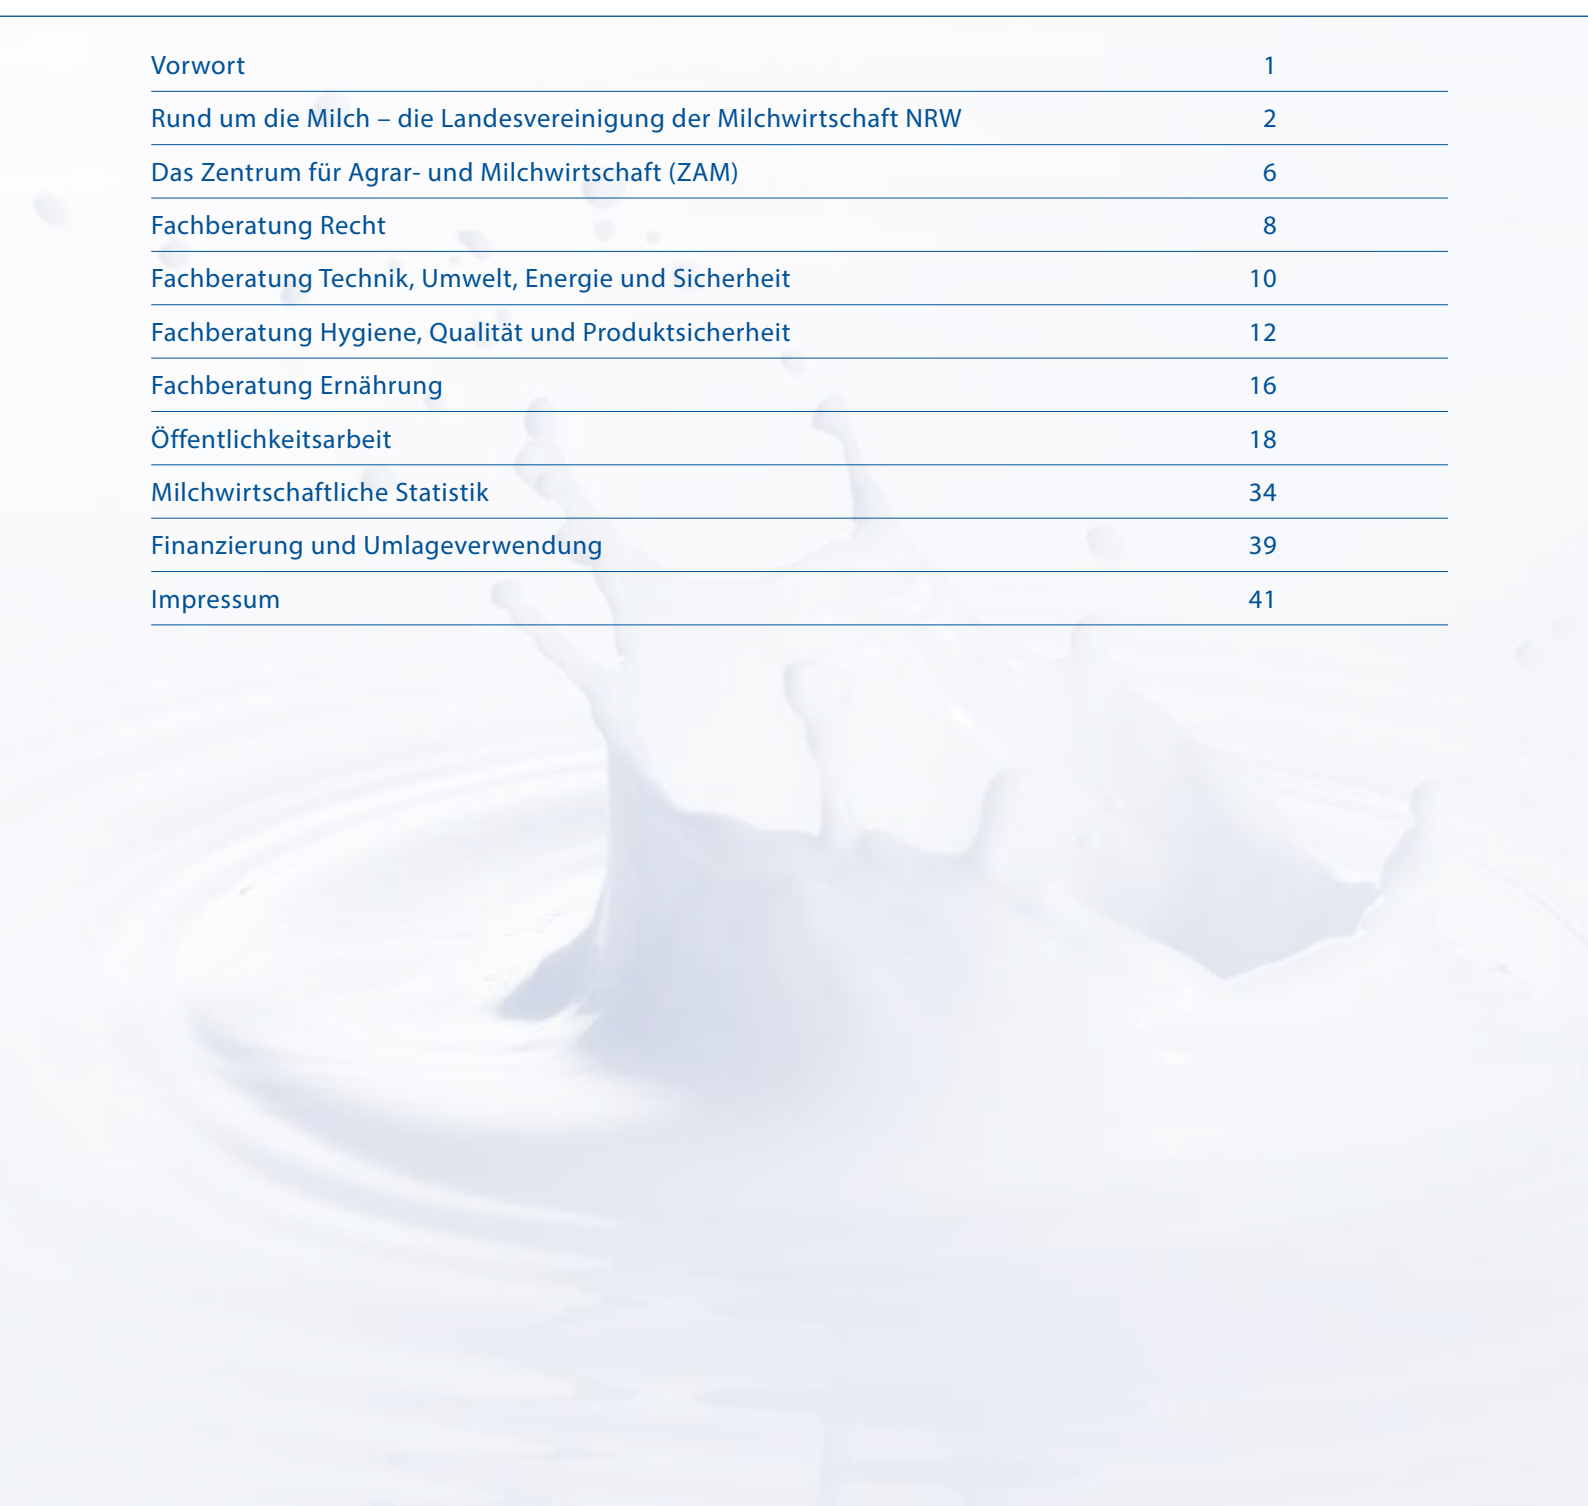 Vorwort 1
Rund um die Milch – die Landesvereinigung der Milchwirtschaft NRW 2
Das Zentrum für Agrar- und Milchwirtschaft (ZAM) 6
Fachberatung Recht 8
Fachberatung Technik, Umwelt, Energie und Sicherheit 10
Fachberatung Hygiene, Qualität und Produktsicherheit 12
Fachberatung Ernährung 16
Öffentlichkeitsarbeit 18
Milchwirtschaftliche Statistik 34
Finanzierung und Umlageverwendung 39
Impressum 41